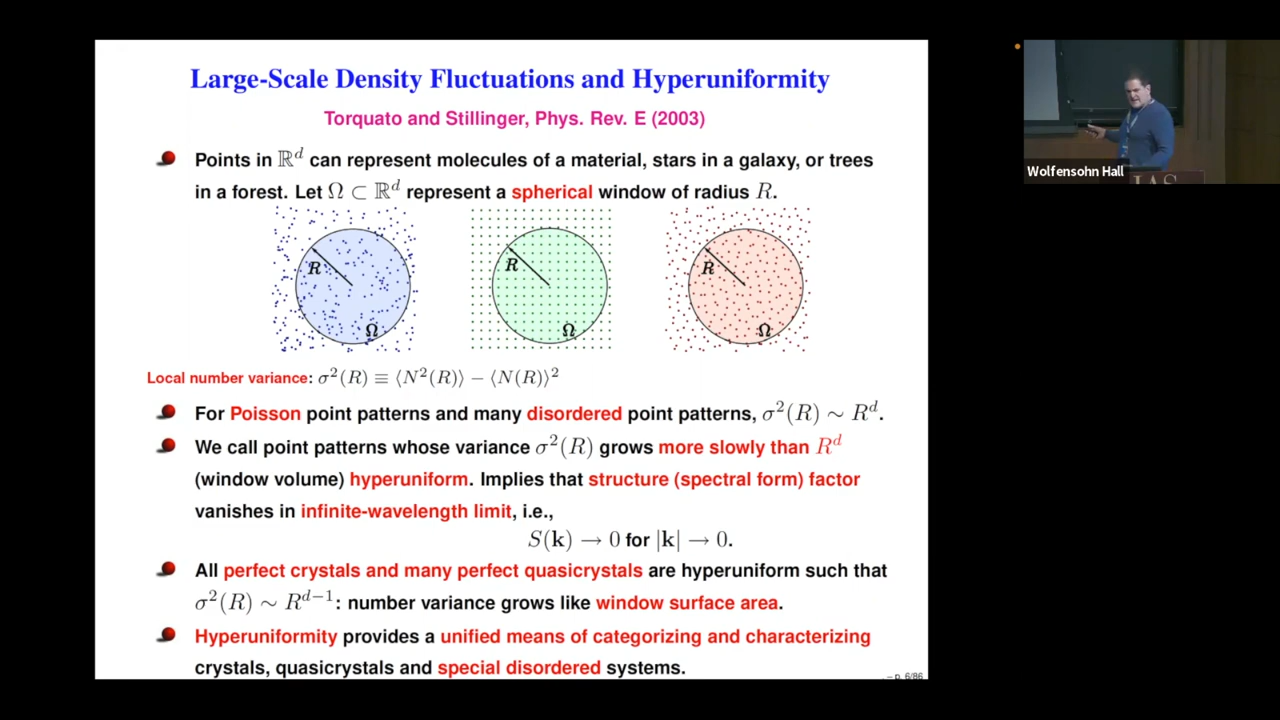 Large-Scale Density Fluctuations and Hyperuniformity
Torquato and Stillinger, Phys. Rev. E (2003)
Points in ℝ^d can represent molecules of a material, stars in a galaxy, or trees
in a forest. Let Ω ⊂ ℝ^d represent a spherical window of radius R.
R Ω R Ω R Ω
Local number variance: σ²(R) ≡ ⟨N²(R)⟩ − ⟨N(R)⟩²
For Poisson point patterns and many disordered point patterns, σ²(R) ∼ R^d.
We call point patterns whose variance σ²(R) grows more slowly than R^d
(window volume) hyperuniform. Implies that structure (spectral form) factor
vanishes in infinite-wavelength limit, i.e.,
S(k) → 0 for |k| → 0.
All perfect crystals and many perfect quasicrystals are hyperuniform such that
σ²(R) ∼ R^{d−1}: number variance grows like window surface area.
Hyperuniformity provides a unified means of categorizing and characterizing
crystals, quasicrystals and special disordered systems.
– p. 6/86
Wolfensohn Hall
IAS